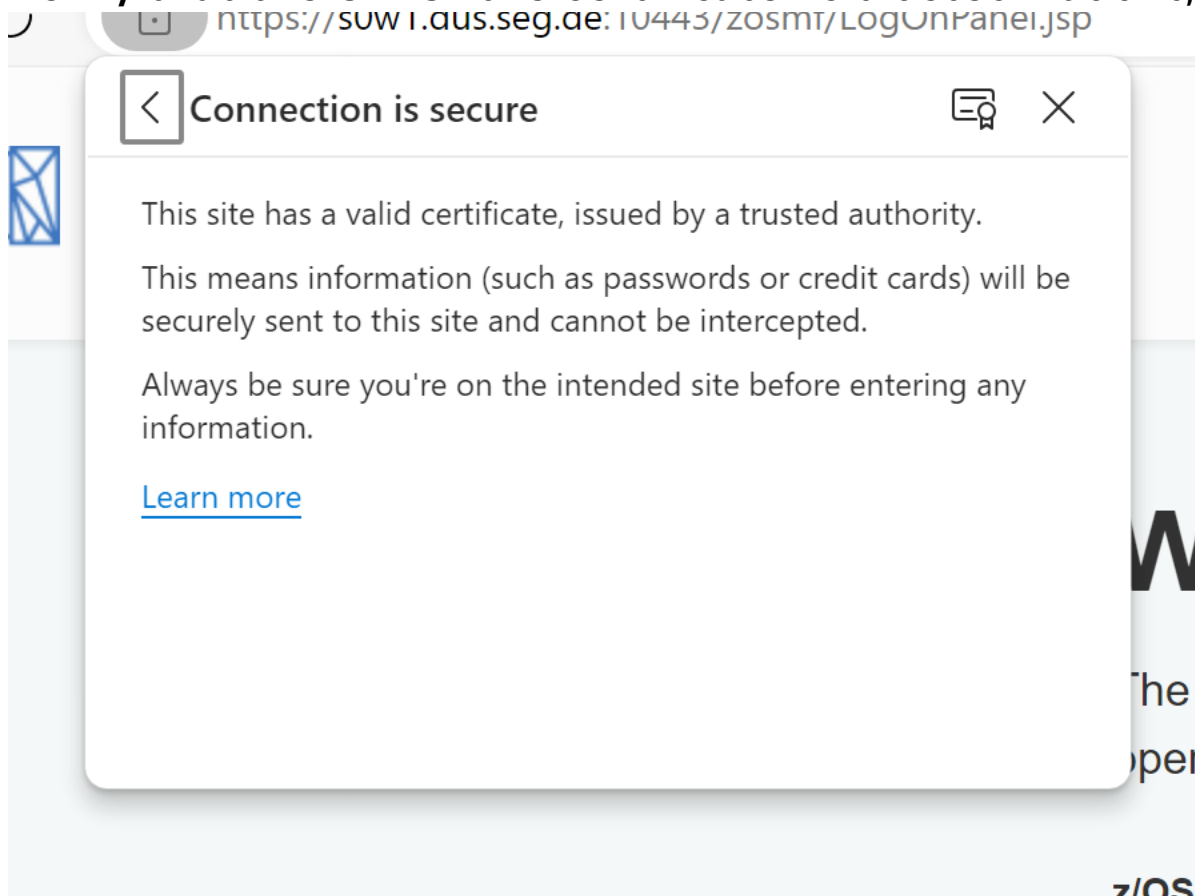 https://s0w1.dus.seg.de:10443/zosmf/LogOnPanel.jsp
Connection is secure
This site has a valid certificate, issued by a trusted authority.
This means information (such as passwords or credit cards) will be
securely sent to this site and cannot be intercepted.
Always be sure you're on the intended site before entering any
information.
Learn more
W
The
z/OS